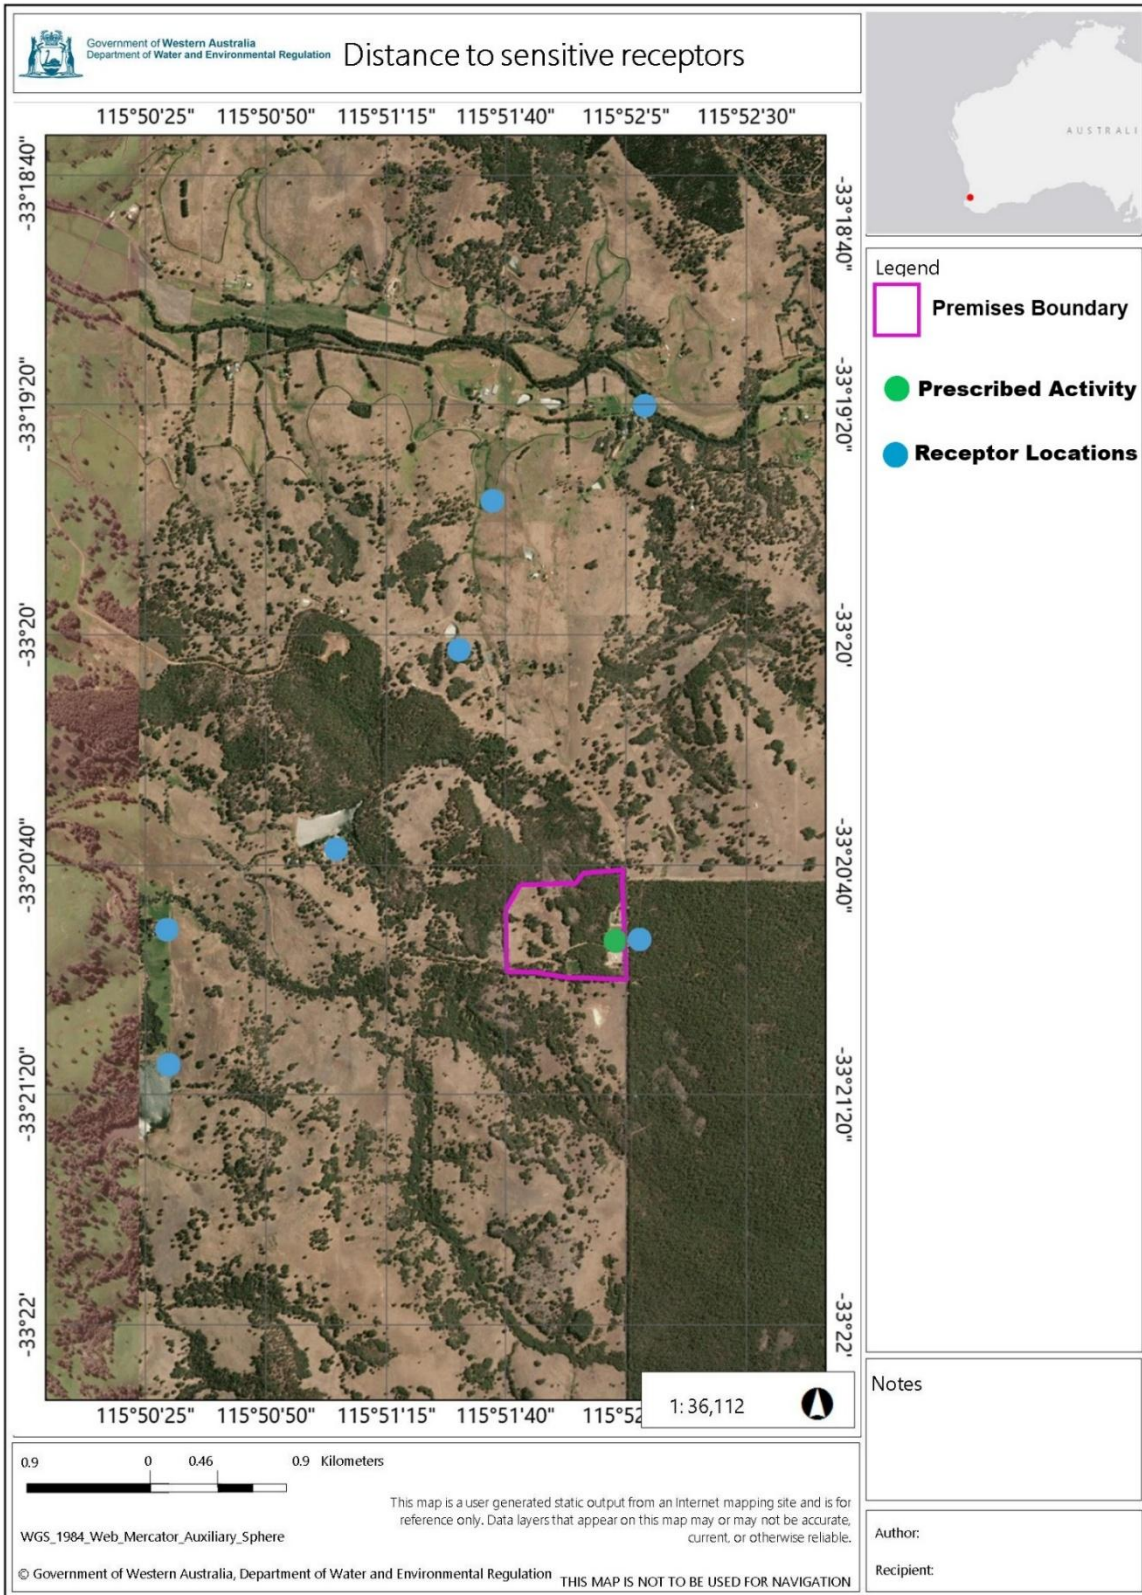 Government of Western Australia
Department of Water and Environmental Regulation
Distance to sensitive receptors
AUSTRALI
115°50'25" 115°50'50" 115°51'15" 115°51'40" 115°52'5" 115°52'30"
-33°18'40"
-33°18'40"
-33°19'20"
-33°19'20"
-33°20'
-33°20'
-33°20'40"
-33°20'40"
-33°21'20"
-33°21'20"
-33°22'
-33°22'
115°50'25" 115°50'50" 115°51'15" 115°51'40" 115°52
1: 36,112
Legend
Premises Boundary
Prescribed Activity
Receptor Locations
Notes
0.9 0 0.46 0.9 Kilometers
WGS_1984_Web_Mercator_Auxiliary_Sphere
This map is a user generated static output from an Internet mapping site and is for
reference only. Data layers that appear on this map may or may not be accurate,
current, or otherwise reliable.
© Government of Western Australia, Department of Water and Environmental Regulation
THIS MAP IS NOT TO BE USED FOR NAVIGATION
Author:
Recipient: